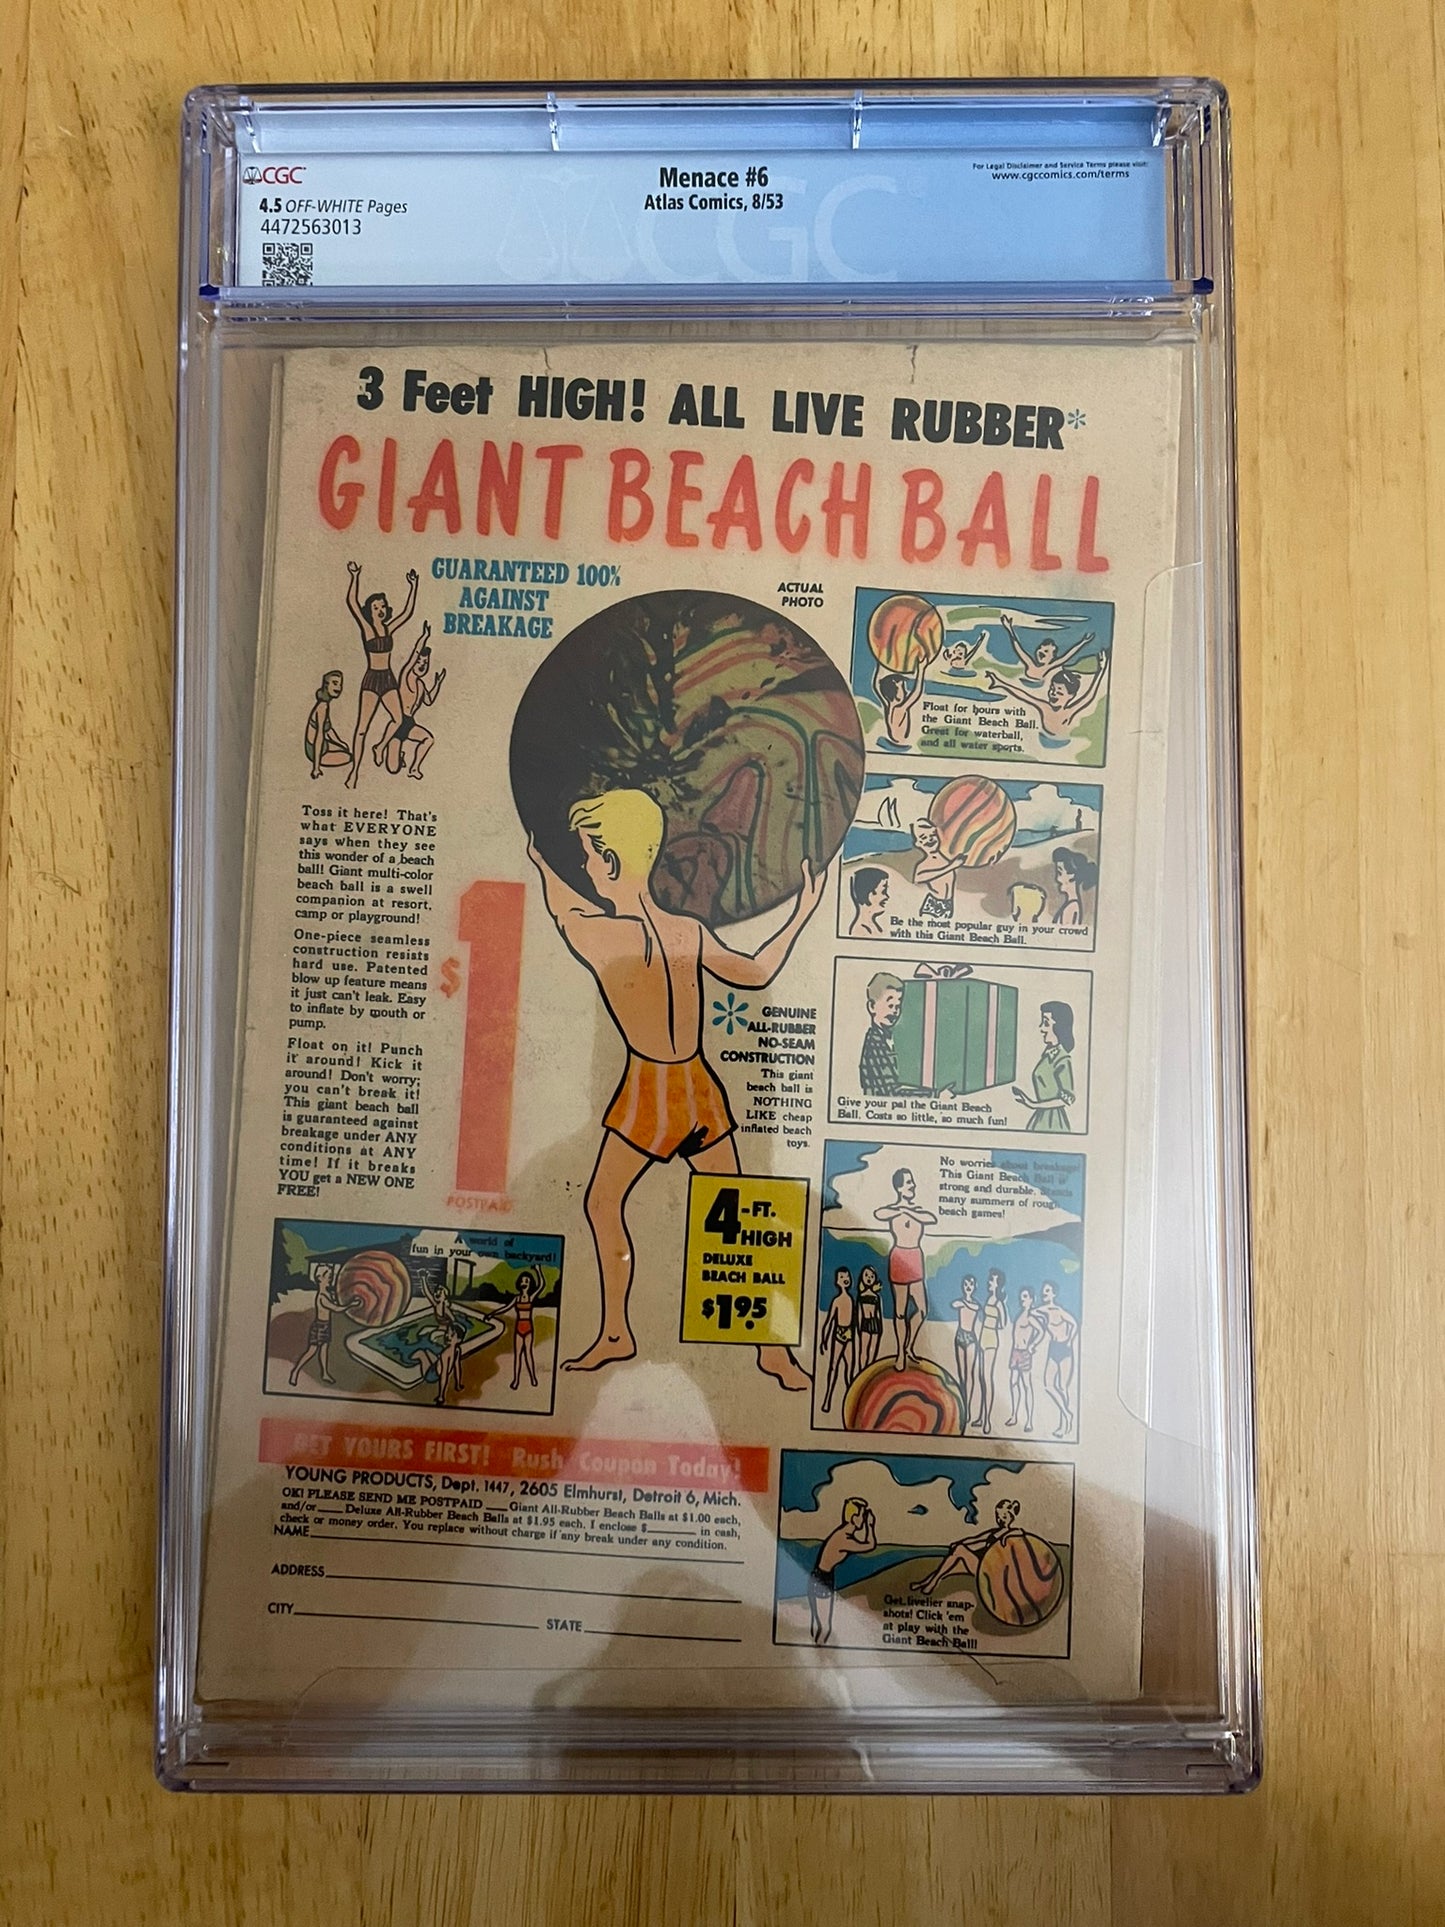 CGC
4.5 OFF-WHITE Pages
4472563013
Menace #6
Atlas Comics, 8/53
For Legal Disclaimer and Service Terms please visit:
www.cgccomics.com/terms
CGC
3 Feet HIGH! ALL LIVE RUBBER*
GIANT BEACH BALL
GUARANTEED 100%
AGAINST
BREAKAGE
ACTUAL
PHOTO
Toss it here! That's
what EVERYONE
says when they see
this wonder of a beach
ball! Giant multi-color
beach ball is a swell
companion at resort,
camp or playground!
One-piece seamless
construction resists
hard use. Patented
blow up feature means
it just can't leak. Easy
to inflate by mouth or
pump.
Float on it! Punch
it around! Kick it
around! Don't worry;
you can't break it!
This giant beach ball
is guaranteed against
breakage under ANY
conditions at ANY
time! If it breaks
YOU get a NEW ONE
FREE!
$1
POSTPAID
* GENUINE
ALL-RUBBER
NO-SEAM
CONSTRUCTION
This giant
beach ball is
NOTHING
LIKE cheap
inflated beach
toys.
4-FT.
HIGH
DELUXE
BEACH BALL
$1.95
Float for hours with
the Giant Beach Ball.
Great for waterball,
and all water sports.
Be the most popular guy in your crowd
with this Giant Beach Ball.
Give your pal the Giant Beach
Ball. Costs so little, so much fun!
No worries about breakage!
This Giant Beach Ball is
strong and durable. Stands
many summers of rough
beach games!
A world of
fun in your own backyard!
Get livelier snap-
shots! Click 'em
at play with the
Giant Beach Ball!
GET YOURS FIRST! Rush Coupon Today!
YOUNG PRODUCTS, Dept. 1447, 2605 Elmhurst, Detroit 6, Mich.
OK! PLEASE SEND ME POSTPAID ____ Giant All-Rubber Beach Balls at $1.00 each,
and/or ____ Deluxe All-Rubber Beach Balls at $1.95 each. I enclose $____ in cash,
check or money order. You replace without charge if any break under any condition.
NAME
ADDRESS
CITY STATE